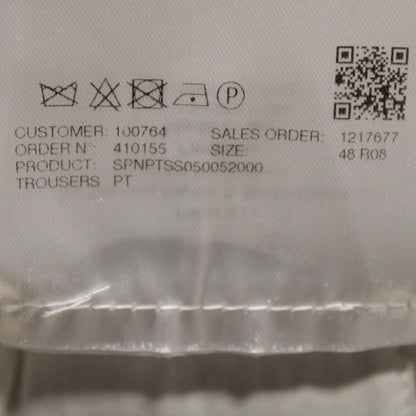 P
CUSTOMER: 100764 SALES ORDER: 1217677
ORDER N : 410155 SIZE: 48 R08
PRODUCT: SPNPTSS050052000
TROUSERS PT